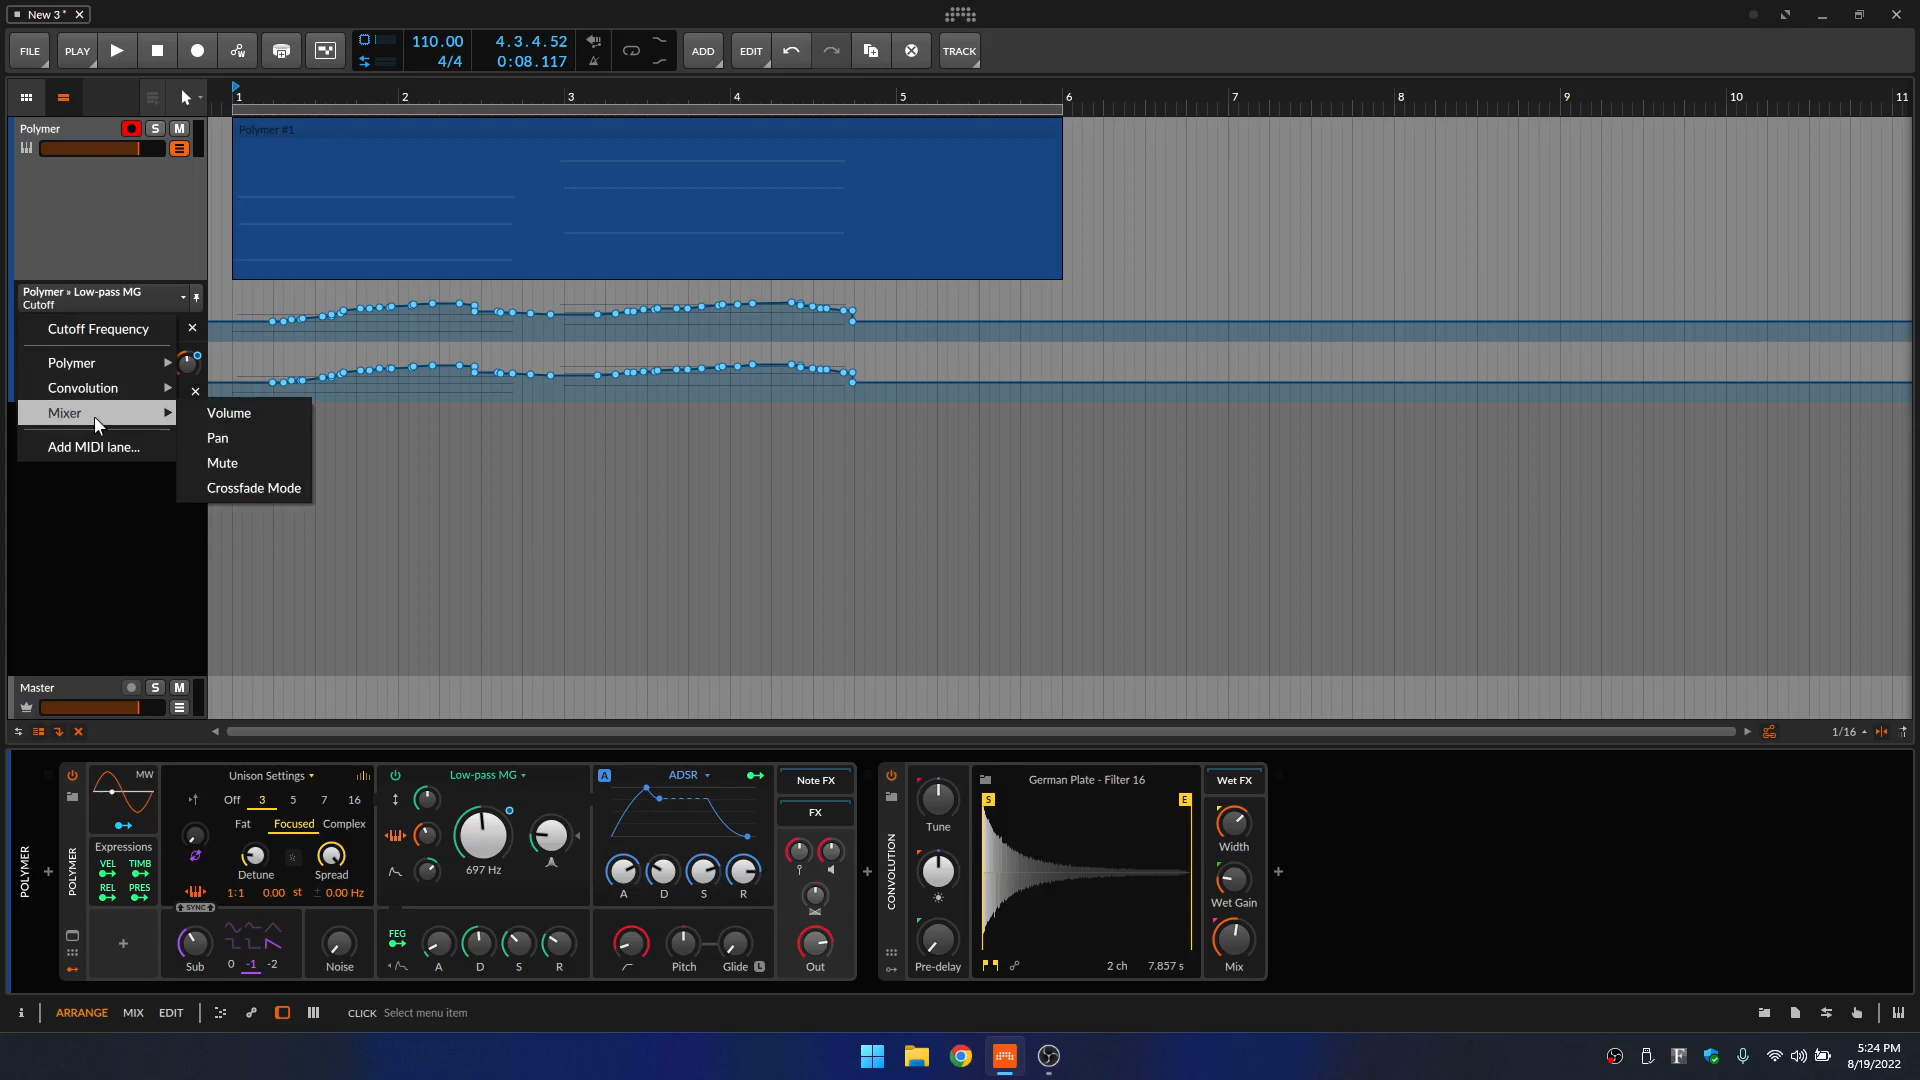 New 3*
FILE
PLAY
110.00
4/4
4.3.4.52
0:08.117
ADD
EDIT
TRACK
1
2
3
4
5
6
7
8
9
10
11
Polymer
S
M
Polymer #1
Polymer » Low-pass MG
Cutoff
Cutoff Frequency
Polymer
Convolution
Mixer
Add MIDI lane...
Volume
Pan
Mute
Crossfade Mode
Master
S
M
1/16
POLYMER
POLYMER
MW
Expressions
VEL
TIMB
REL
PRES
Unison Settings
Off
3
5
7
16
Fat
Focused
Complex
Detune
Spread
1:1
0.00 st
± 0.00 Hz
SYNC
Sub
0
-1
-2
Noise
Low-pass MG
697 Hz
FEG
A
D
S
R
A
ADSR
A
D
S
R
Pitch
Glide
L
Note FX
FX
Out
CONVOLUTION
Tune
Pre-delay
German Plate - Filter 16
S
E
2 ch
7.857 s
Wet FX
Width
Wet Gain
Mix
i
ARRANGE
MIX
EDIT
CLICK Select menu item
F
5:24 PM
8/19/2022